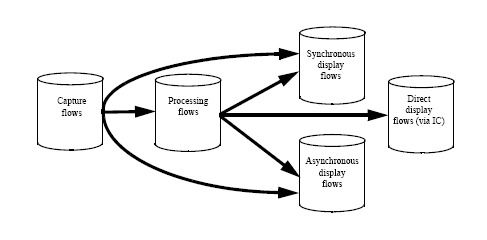 Capture
flows
Processing
flows
Synchronous
display
flows
Direct
display
flows (via IC)
Asynchronous
display
flows